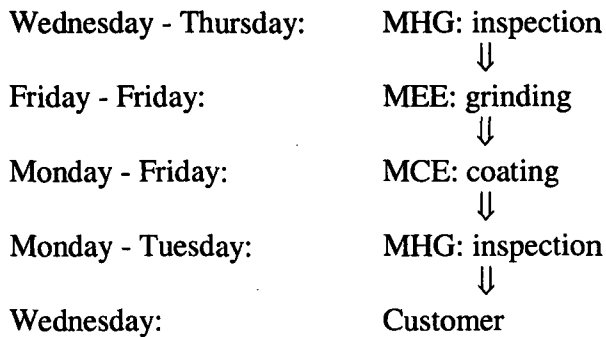 Wednesday - Thursday: MHG: inspection
⇓
Friday - Friday: MEE: grinding
⇓
Monday - Friday: MCE: coating
⇓
Monday - Tuesday: MHG: inspection
⇓
Wednesday: Customer